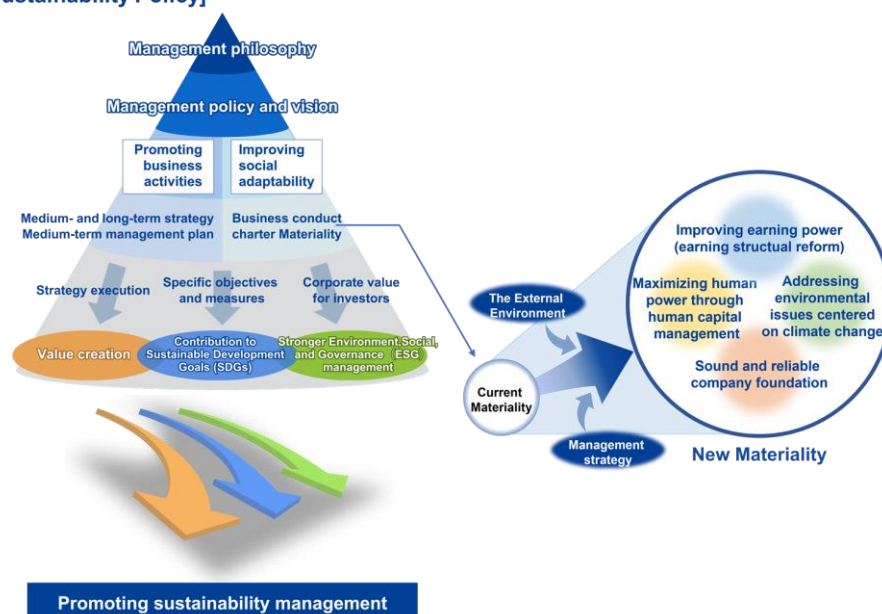 ustainability Policy]
Management philosophy
Management policy and vision
Promoting
business
activities
Improving
social
adaptability
Medium- and long-term strategy
Medium-term management plan
Business conduct
charter Materiality
Strategy execution
Specific objectives
and measures
Corporate value
for investors
Value creation
Contribution to
Sustainable Development
Goals (SDGs)
Stronger Environment,Social,
and Governance（ESG）
management
Promoting sustainability management
The External
Environment
Current
Materiality
Management
strategy
Improving earning power
(earning structual reform)
Maximizing human
power through
human capital
management
Addressing
environmental
issues centered
on climate change
Sound and reliable
company foundation
New Materiality